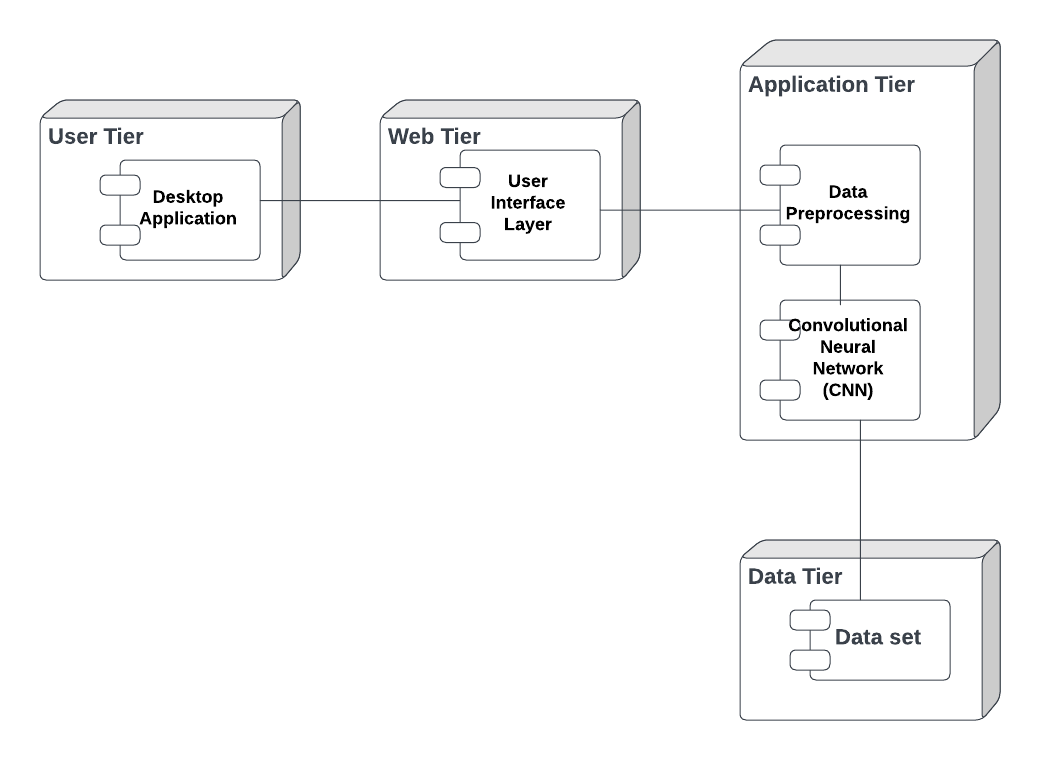 User Tier
Desktop
Application
Web Tier
User
Interface
Layer
Application Tier
Data
Preprocessing
Convolutional
Neural
Network
(CNN)
Data Tier
Data set